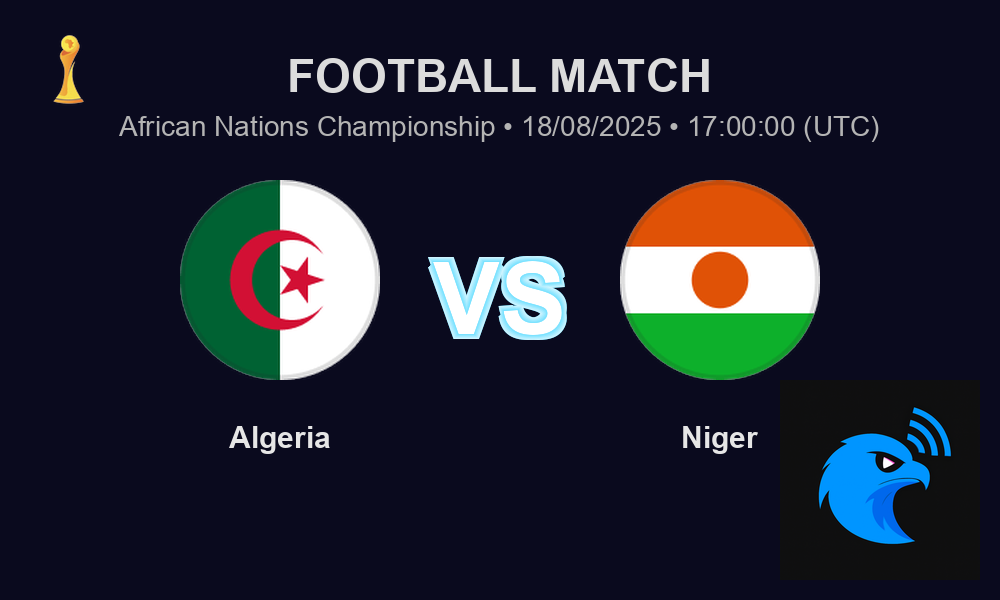 FOOTBALL MATCH
African Nations Championship • 18/08/2025 • 17:00:00 (UTC)
VS
Algeria
Niger